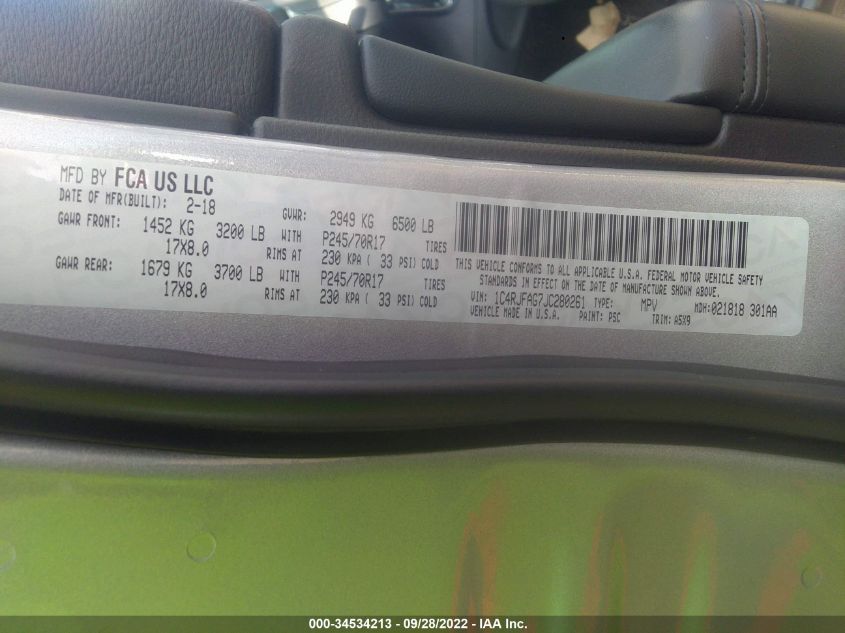 MFD BY FCA US LLC
DATE OF MFR(BUILT): 2-18 GVWR: 2949 KG 6500 LB
GAWR FRONT: 1452 KG 3200 LB WITH P245/70R17 TIRES
17X8.0 RIMS AT 230 KPA ( 33 PSI) COLD
GAWR REAR: 1679 KG 3700 LB WITH P245/70R17 TIRES
17X8.0 RIMS AT 230 KPA ( 33 PSI) COLD
THIS VEHICLE CONFORMS TO ALL APPLICABLE U.S.A. FEDERAL MOTOR VEHICLE SAFETY
STANDARDS IN EFFECT ON THE DATE OF MANUFACTURE SHOWN ABOVE.
VIN: 1C4RJFAG7JC280261 TYPE: MPV MDH: 021818 301AA
VEHICLE MADE IN U.S.A. PAINT: PSC TRIM: A5X9
000-34534213 - 09/28/2022 - IAA Inc.